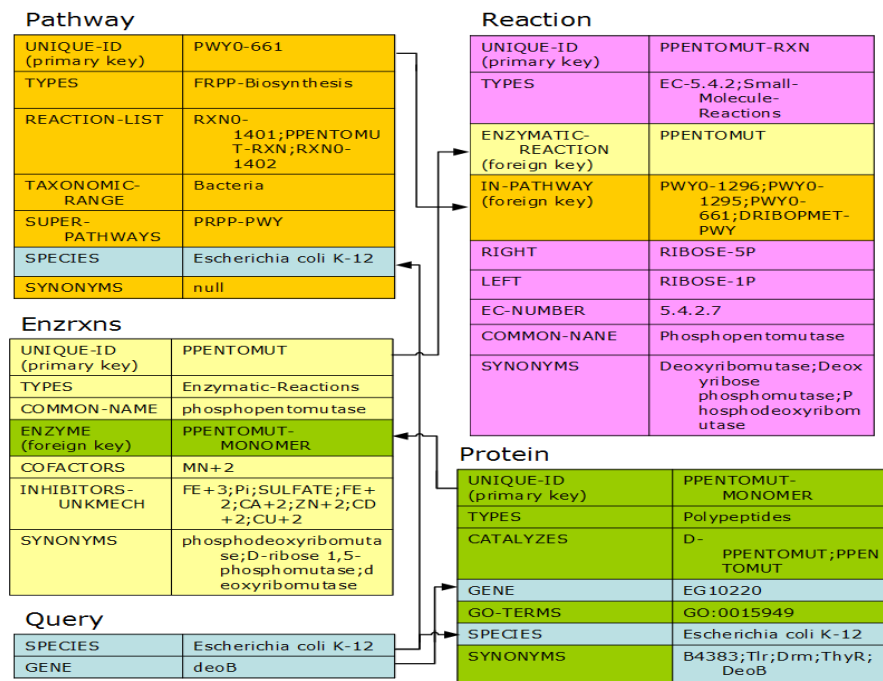 Pathway
UNIQUE-ID
(primary key)
PWY0-661
TYPES
FRPP-Biosynthesis
REACTION-LIST
RXN0-
1401;PPENTOMU
T-RXN;RXN0-
1402
TAXONOMIC-
RANGE
Bacteria
SUPER-
PATHWAYS
PRPP-PWY
SPECIES
Escherichia coli K-12
SYNONYMS
null
Enzrxns
UNIQUE-ID
(primary key)
PPENTOMUT
TYPES
Enzymatic-Reactions
COMMON-NAME
phosphopentomutase
ENZYME
(foreign key)
PPENTOMUT-
MONOMER
COFACTORS
MN+2
INHIBITORS-
UNKMECH
FE+3;Pi;SULFATE;FE+
2;CA+2;ZN+2;CD
+2;CU+2
SYNONYMS
phosphodeoxyribomuta
se;D-ribose 1,5-
phosphomutase;d
eoxyribomutase
Query
SPECIES
Escherichia coli K-12
GENE
deoB
Reaction
UNIQUE-ID
(primary key)
PPENTOMUT-RXN
TYPES
EC-5.4.2;Small-
Molecule-
Reactions
ENZYMATIC-
REACTION
(foreign key)
PPENTOMUT
IN-PATHWAY
(foreign key)
PWY0-1296;PWY0-
1295;PWY0-
661;DRIBOPMET-
PWY
RIGHT
RIBOSE-5P
LEFT
RIBOSE-1P
EC-NUMBER
5.4.2.7
COMMON-NANE
Phosphopentomutase
SYNONYMS
Deoxyribomutase;Deox
yribose
phosphomutase;P
hosphodeoxyribom
utase
Protein
UNIQUE-ID
(primary key)
PPENTOMUT-
MONOMER
TYPES
Polypeptides
CATALYZES
D-
PPENTOMUT;PPEN
TOMUT
GENE
EG10220
GO-TERMS
GO:0015949
SPECIES
Escherichia coli K-12
SYNONYMS
B4383;Tlr;Drm;ThyR;
DeoB